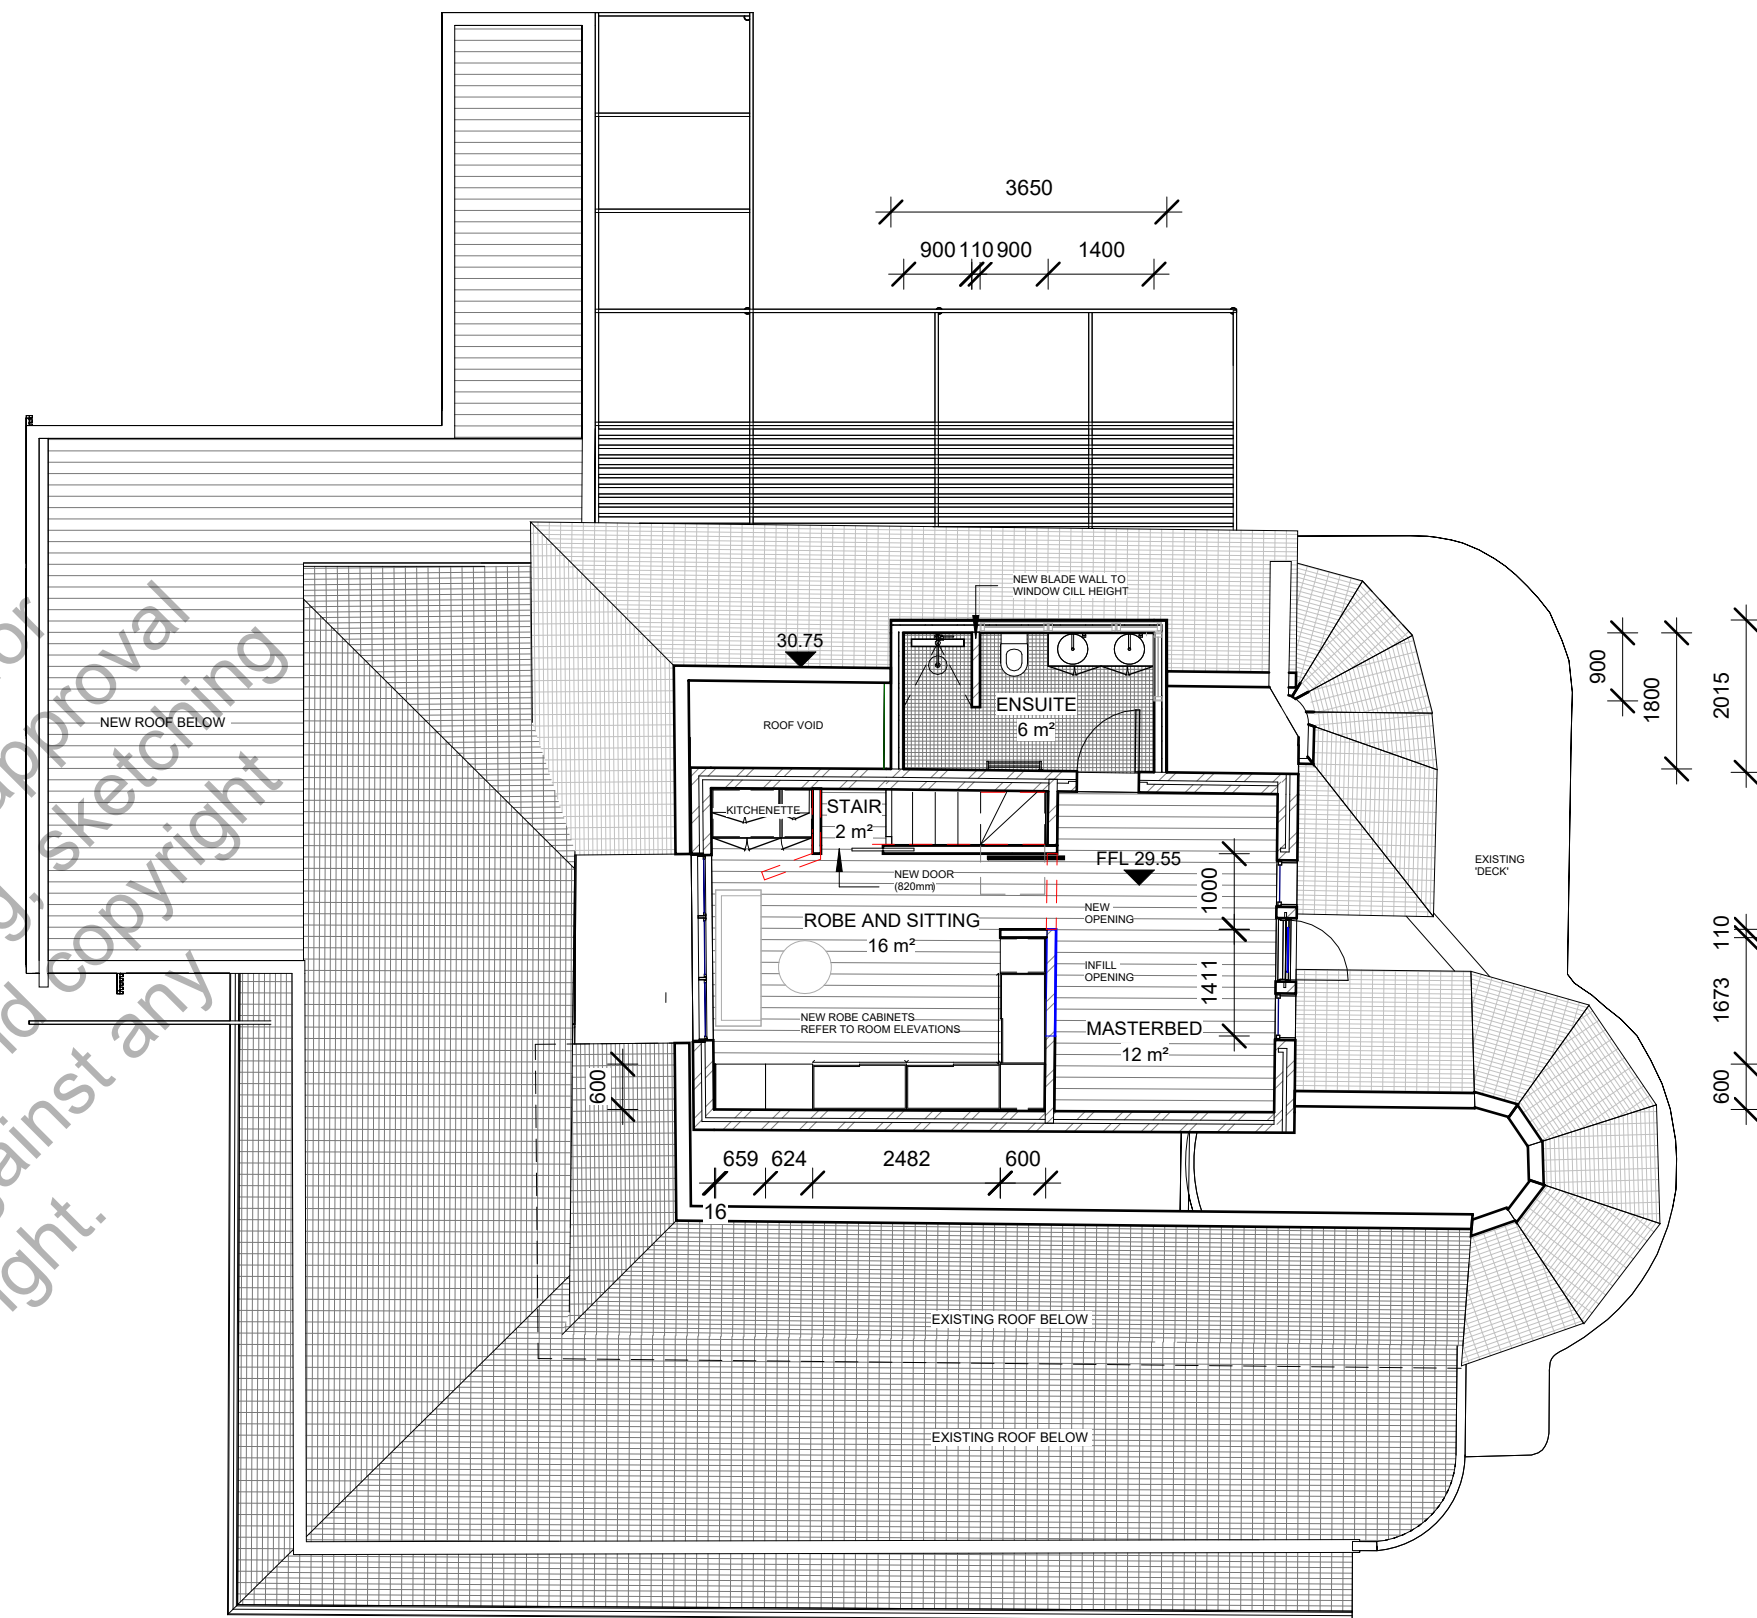 3650
900 110 900 1400
NEW BLADE WALL TO
WINDOW CILL HEIGHT
30.75
ROOF VOID
ENSUITE
6 m²
900
1800
2015
NEW ROOF BELOW
KITCHENETTE
STAIR
2 m²
NEW DOOR
(820mm)
FFL 29.55
1000
EXISTING
'DECK'
ROBE AND SITTING
16 m²
NEW
OPENING
INFILL
OPENING
1411
110
1673
600
NEW ROBE CABINETS
REFER TO ROOM ELEVATIONS
MASTERBED
12 m²
600
659 624 2482 600
16
EXISTING ROOF BELOW
EXISTING ROOF BELOW
or
approval
g, sketching
nd copyright
ainst any
ight.